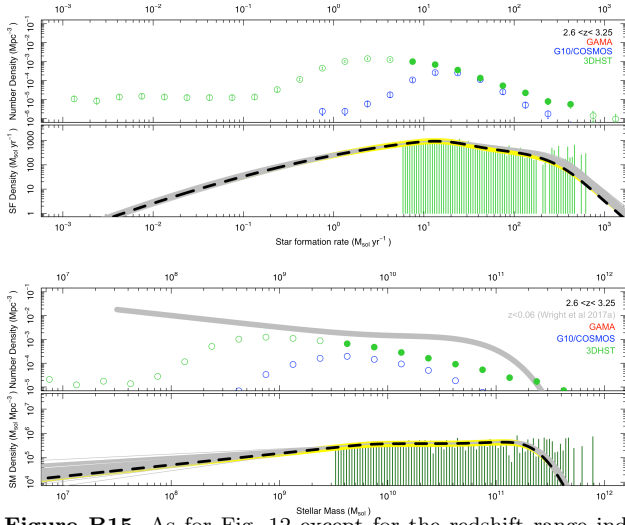 10⁻³ 10⁻² 10⁻¹ 10⁰ 10¹ 10² 10³
Number Density (Mpc⁻³)
10⁻⁵ 10⁻⁴ 10⁻³ 10⁻² 10⁻¹
2.6 <z< 3.25
GAMA
G10/COSMOS
3DHST
SF Density (M_sol yr⁻¹)
1 10 100 1000
10⁻³ 10⁻² 10⁻¹ 10⁰ 10¹ 10² 10³
Star formation rate (M_sol yr⁻¹)
10⁷ 10⁸ 10⁹ 10¹⁰ 10¹¹ 10¹²
Number Density (Mpc⁻³)
10⁻⁵ 10⁻⁴ 10⁻³ 10⁻² 10⁻¹
2.6 <z< 3.25
z<0.06 (Wright et al 2017a)
GAMA
G10/COSMOS
3DHST
SM Density (M_sol Mpc⁻³)
10⁴ 10⁵ 10⁶ 10⁷
10⁷ 10⁸ 10⁹ 10¹⁰ 10¹¹ 10¹²
Stellar Mass (M_sol)
Figure B15. As for Fig. 12 except for the redshift range ind